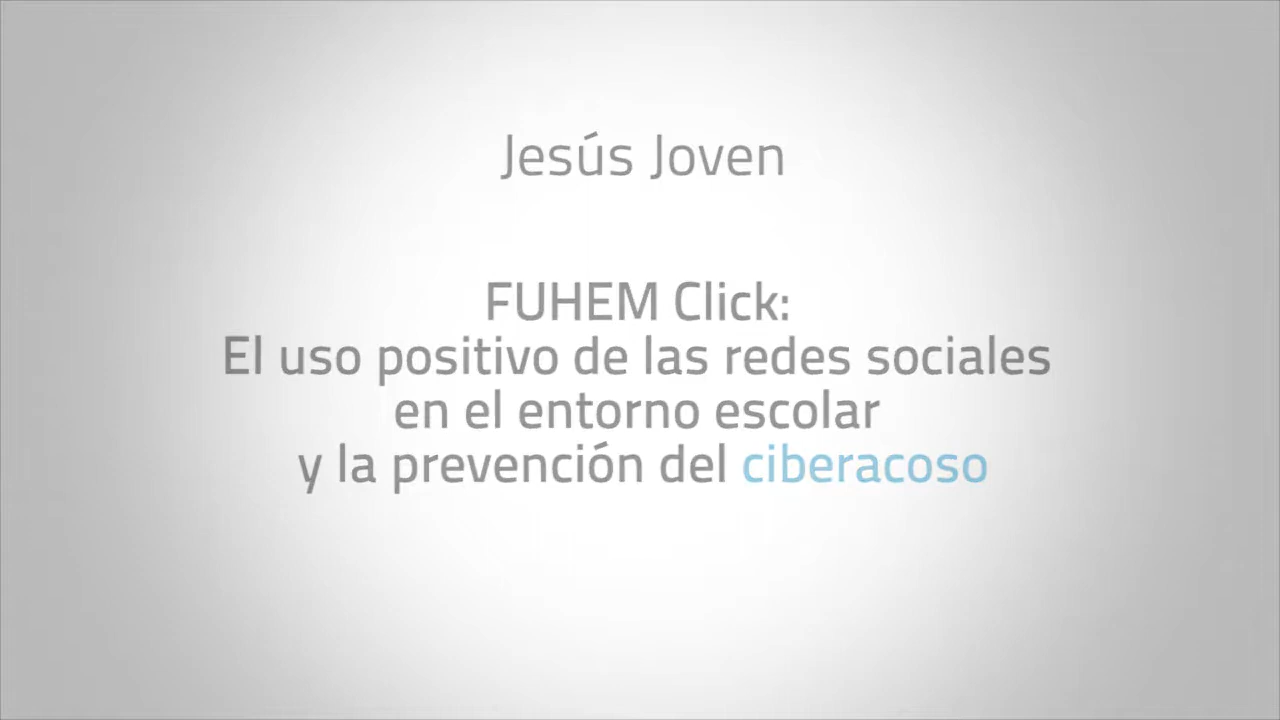 Jesús Joven
FUHEM Click:
El uso positivo de las redes sociales
en el entorno escolar
y la prevención del ciberacoso